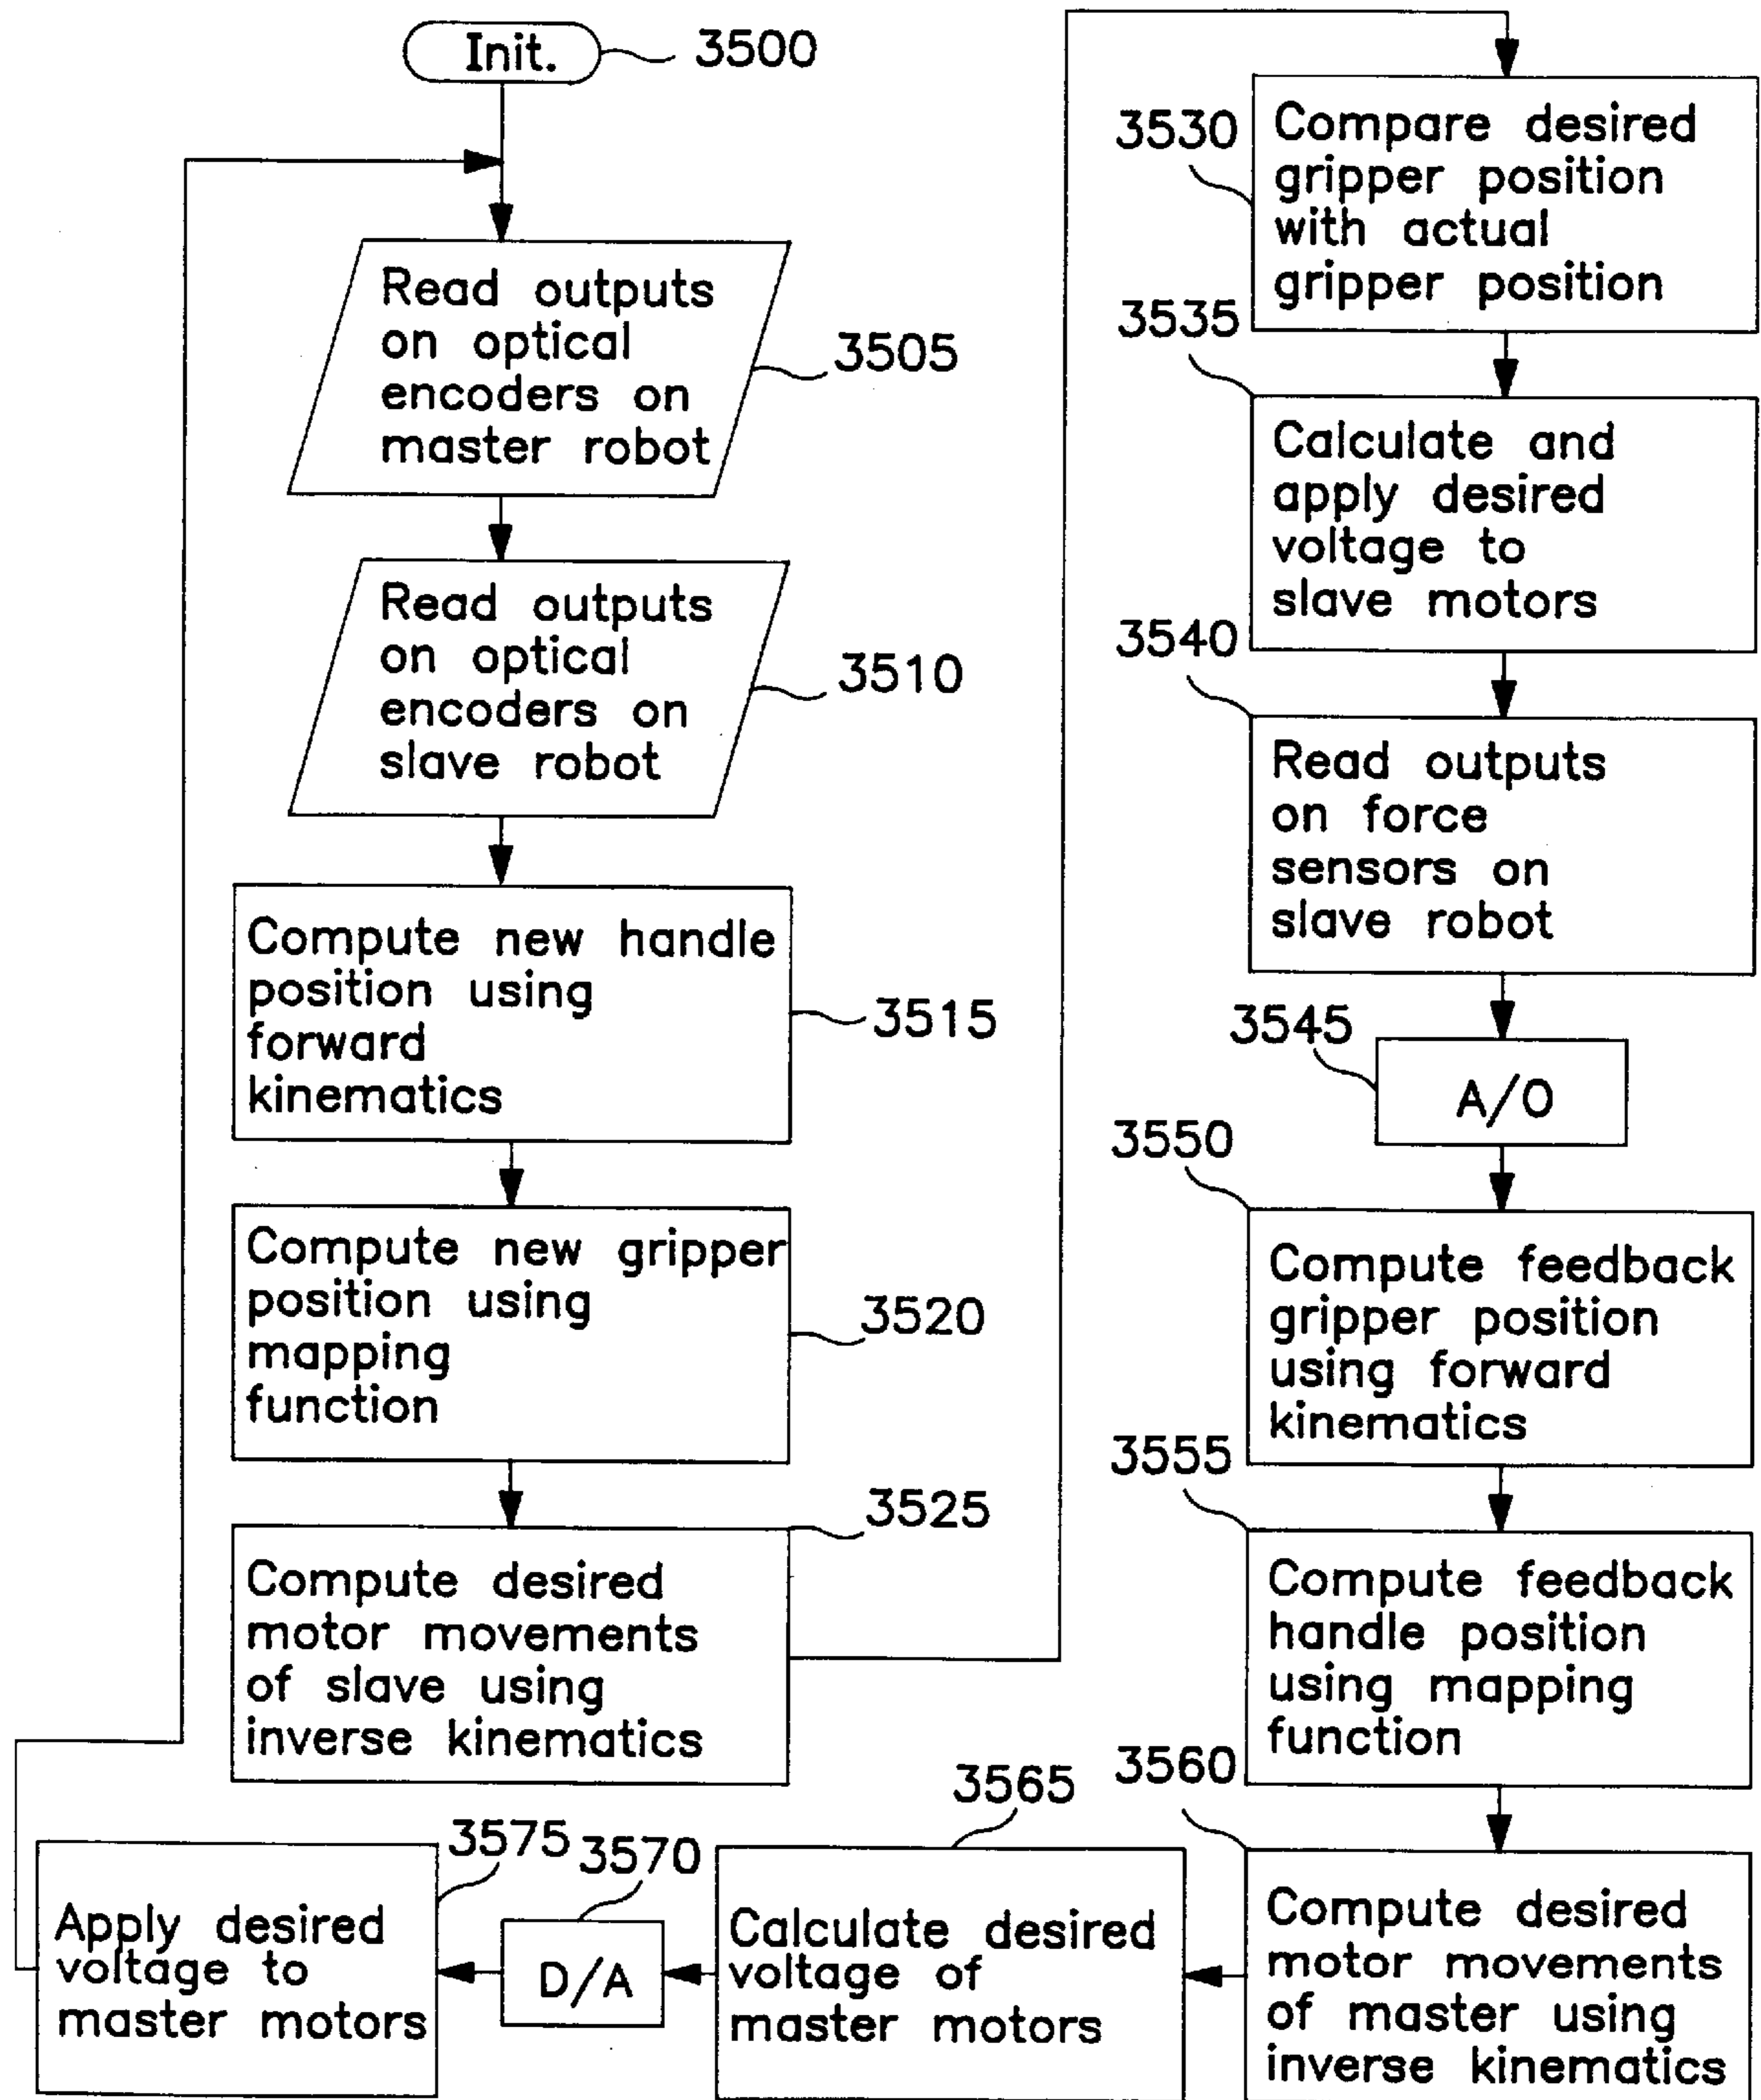 Init.
3500
Read outputs
on optical
encoders on
master robot
3505
Read outputs
on optical
encoders on
slave robot
3510
Compute new handle
position using
forward
kinematics
3515
Compute new gripper
position using
mapping
function
3520
3525
Compute desired
motor movements
of slave using
inverse kinematics
3530
Compare desired
gripper position
with actual
gripper position
3535
Calculate and
apply desired
voltage to
slave motors
3540
Read outputs
on force
sensors on
slave robot
3545
A/O
3550
Compute feedback
gripper position
using forward
kinematics
3555
Compute feedback
handle position
using mapping
function
3560
Compute desired
motor movements
of master using
inverse kinematics
3565
Calculate desired
voltage of
master motors
3570
D/A
3575
Apply desired
voltage to
master motors